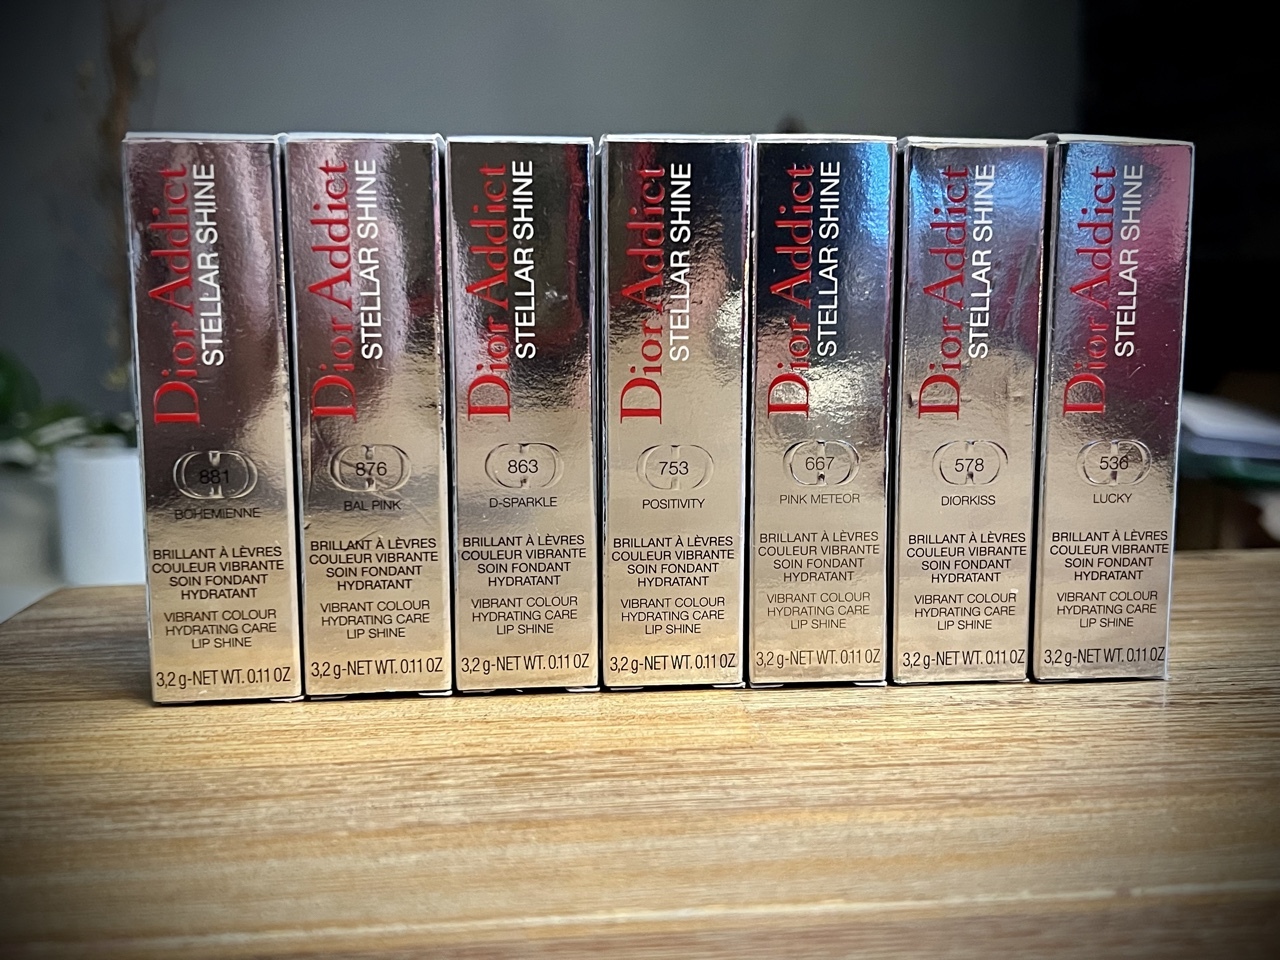 Dior Addict
STELLAR SHINE
881
BOHEMIENNE
BRILLANT À LÈVRES
COULEUR VIBRANTE
SOIN FONDANT
HYDRATANT
VIBRANT COLOUR
HYDRATING CARE
LIP SHINE
3,2 g-NET WT. 0.11 OZ
Dior Addict
STELLAR SHINE
876
BAL PINK
BRILLANT À LÈVRES
COULEUR VIBRANTE
SOIN FONDANT
HYDRATANT
VIBRANT COLOUR
HYDRATING CARE
LIP SHINE
3,2 g-NET WT. 0.11 OZ
Dior Addict
STELLAR SHINE
863
D-SPARKLE
BRILLANT À LÈVRES
COULEUR VIBRANTE
SOIN FONDANT
HYDRATANT
VIBRANT COLOUR
HYDRATING CARE
LIP SHINE
3,2 g-NET WT. 0.11 OZ
Dior Addict
STELLAR SHINE
753
POSITIVITY
BRILLANT À LÈVRES
COULEUR VIBRANTE
SOIN FONDANT
HYDRATANT
VIBRANT COLOUR
HYDRATING CARE
LIP SHINE
3,2 g-NET WT. 0.11 OZ
Dior Addict
STELLAR SHINE
667
PINK METEOR
BRILLANT À LÈVRES
COULEUR VIBRANTE
SOIN FONDANT
HYDRATANT
VIBRANT COLOUR
HYDRATING CARE
LIP SHINE
3,2 g-NET WT. 0.11 OZ
Dior Addict
STELLAR SHINE
578
DIORKISS
BRILLANT À LÈVRES
COULEUR VIBRANTE
SOIN FONDANT
HYDRATANT
VIBRANT COLOUR
HYDRATING CARE
LIP SHINE
3,2 g-NET WT. 0.11 OZ
Dior Addict
STELLAR SHINE
536
LUCKY
BRILLANT À LÈVRES
COULEUR VIBRANTE
SOIN FONDANT
HYDRATANT
VIBRANT COLOUR
HYDRATING CARE
LIP SHINE
3,2 g-NET WT. 0.11 OZ